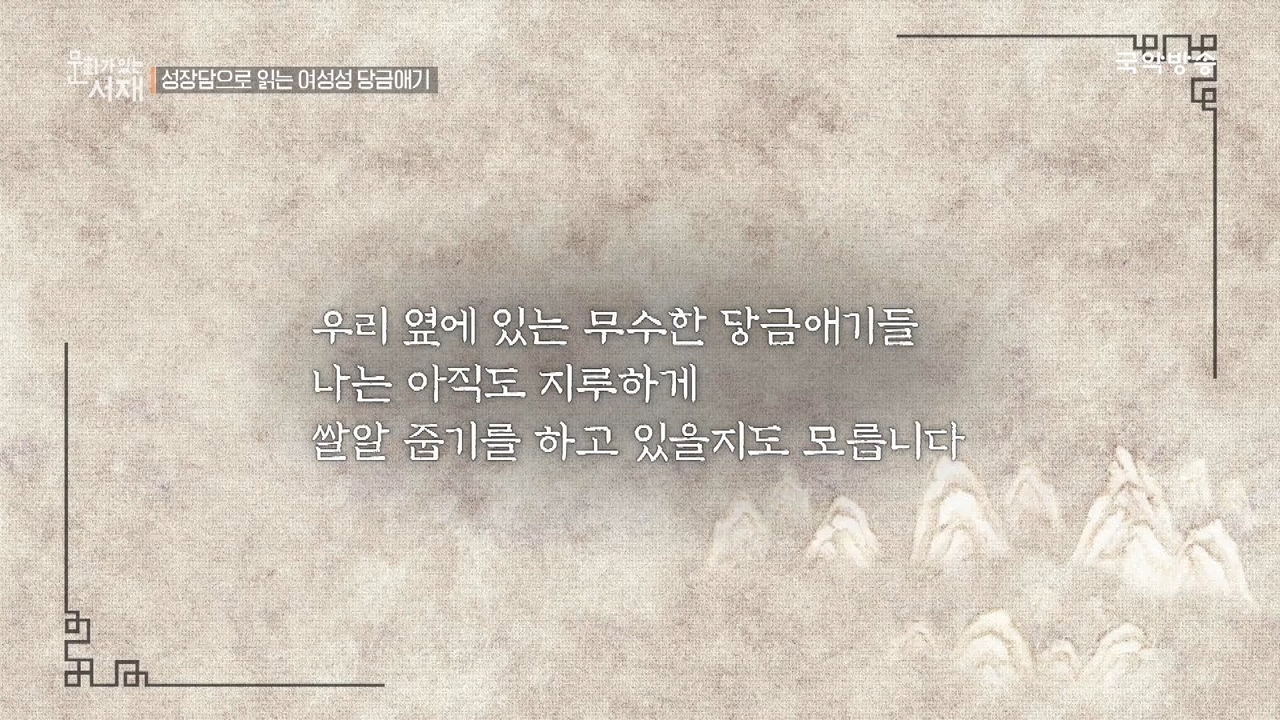 문화가 있는
서재
성장담으로 읽는 여성성 당금애기
국악방송
우리 옆에 있는 무수한 당금애기들
나는 아직도 지루하게
쌀알 줍기를 하고 있을지도 모릅니다